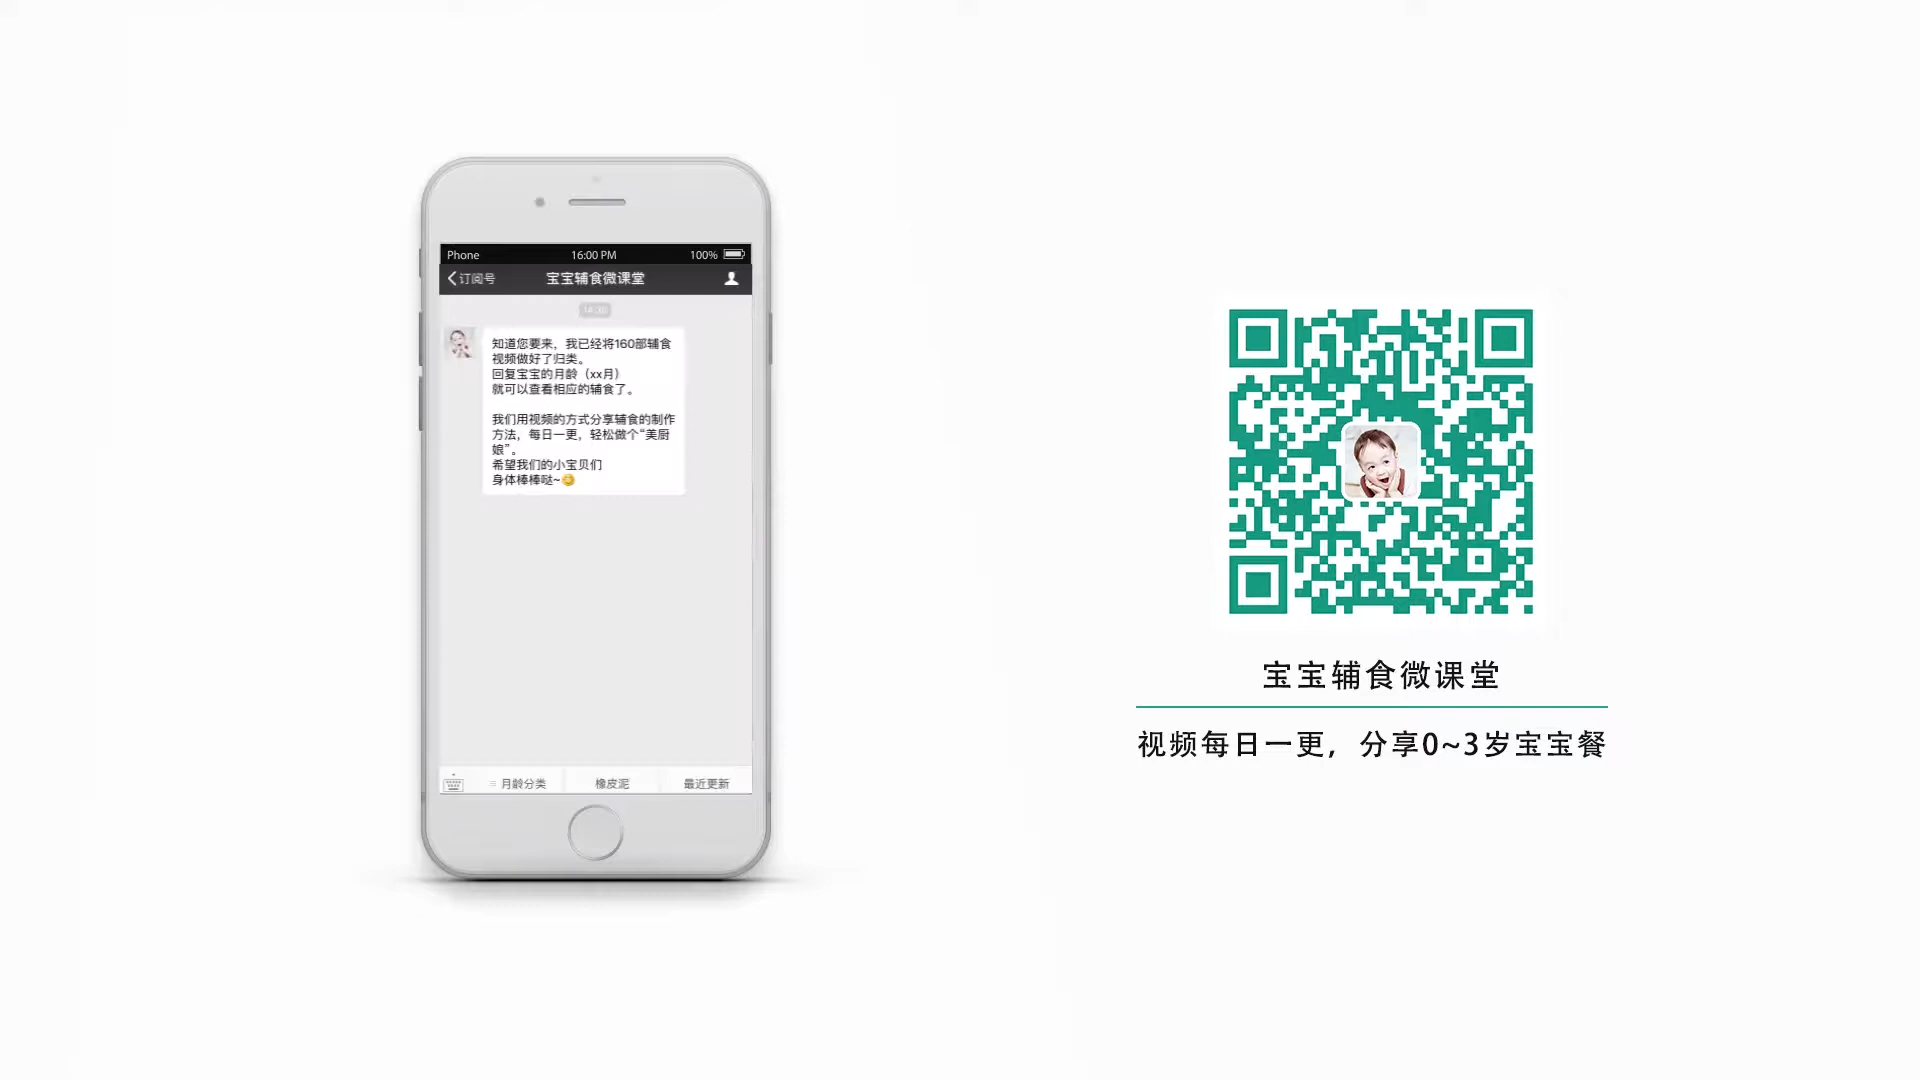 Phone 16:00 PM 100%
订阅号 宝宝辅食微课堂
知道您要来，我已经将160部辅食
视频做好了归类。
回复宝宝的月龄（xx月）
就可以查看相应的辅食了。
我们用视频的方式分享辅食的制作
方法，每日一更，轻松做个“美厨
娘”。
希望我们的小宝贝们
身体棒棒哒~
月龄分类 橡皮泥 最近更新
宝宝辅食微课堂
视频每日一更，分享0~3岁宝宝餐